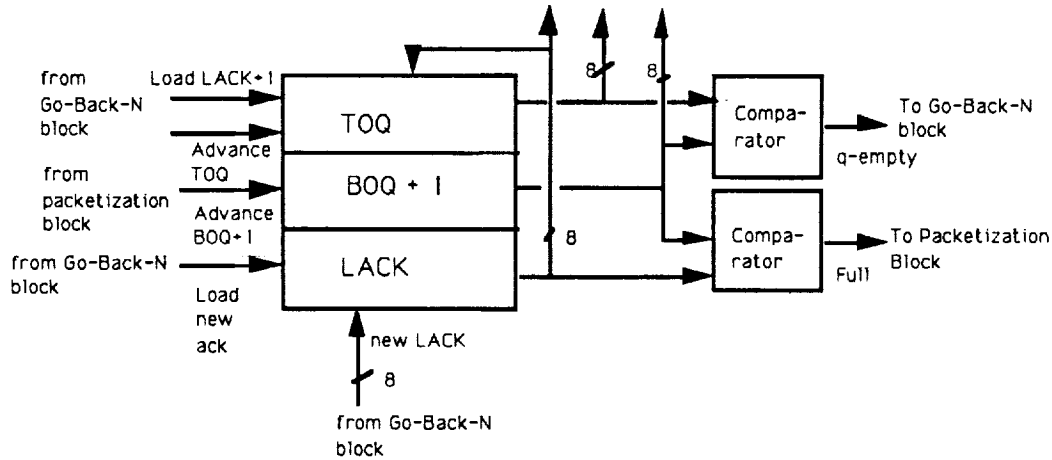 from
Go-Back-N
block
Load LACK+1
TOQ
Advance
TOQ
from
packetization
block
BOQ + 1
Advance
BOQ+1
from Go-Back-N
block
LACK
Load
new
ack
new LACK
8
from Go-Back-N
block
8
8
8
Compa-
rator
To Go-Back-N
block
q-empty
Compa-
rator
To Packetization
Block
Full